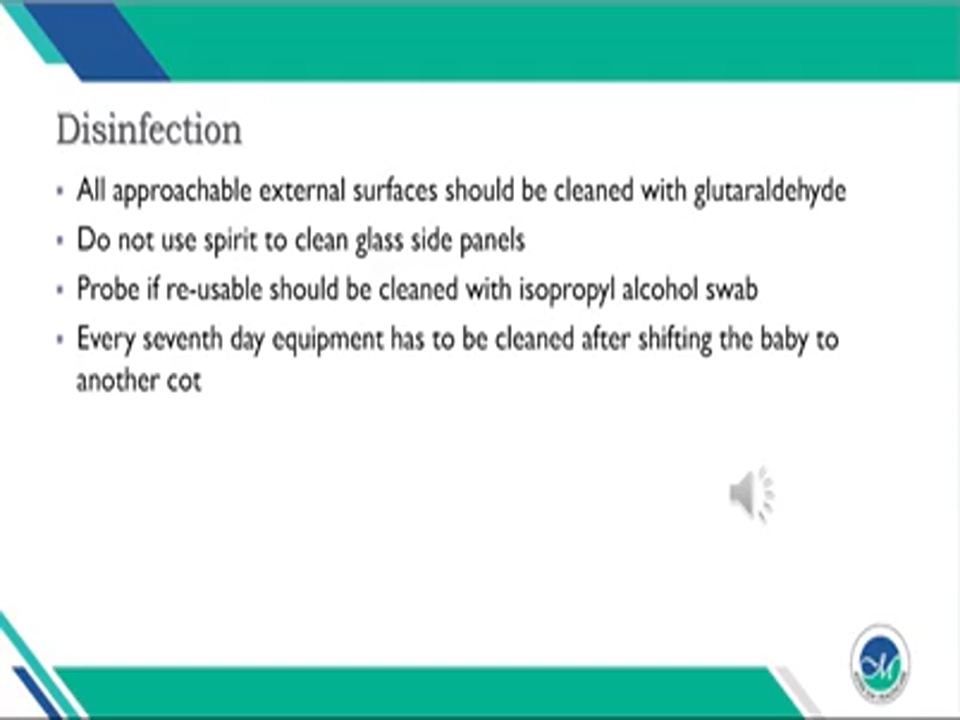 Disinfection
▪ All approachable external surfaces should be cleaned with glutaraldehyde
▪ Do not use spirit to clean glass side panels
▪ Probe if re-usable should be cleaned with isopropyl alcohol swab
▪ Every seventh day equipment has to be cleaned after shifting the baby to
another cot
M